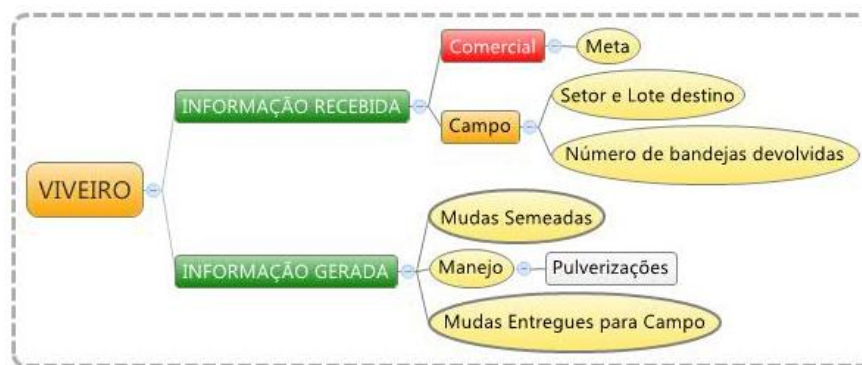 VIVEIRO
INFORMAÇÃO RECEBIDA
Comercial
Meta
Campo
Setor e Lote destino
Número de bandejas devolvidas
INFORMAÇÃO GERADA
Mudas Semeadas
Manejo
Pulverizações
Mudas Entregues para Campo